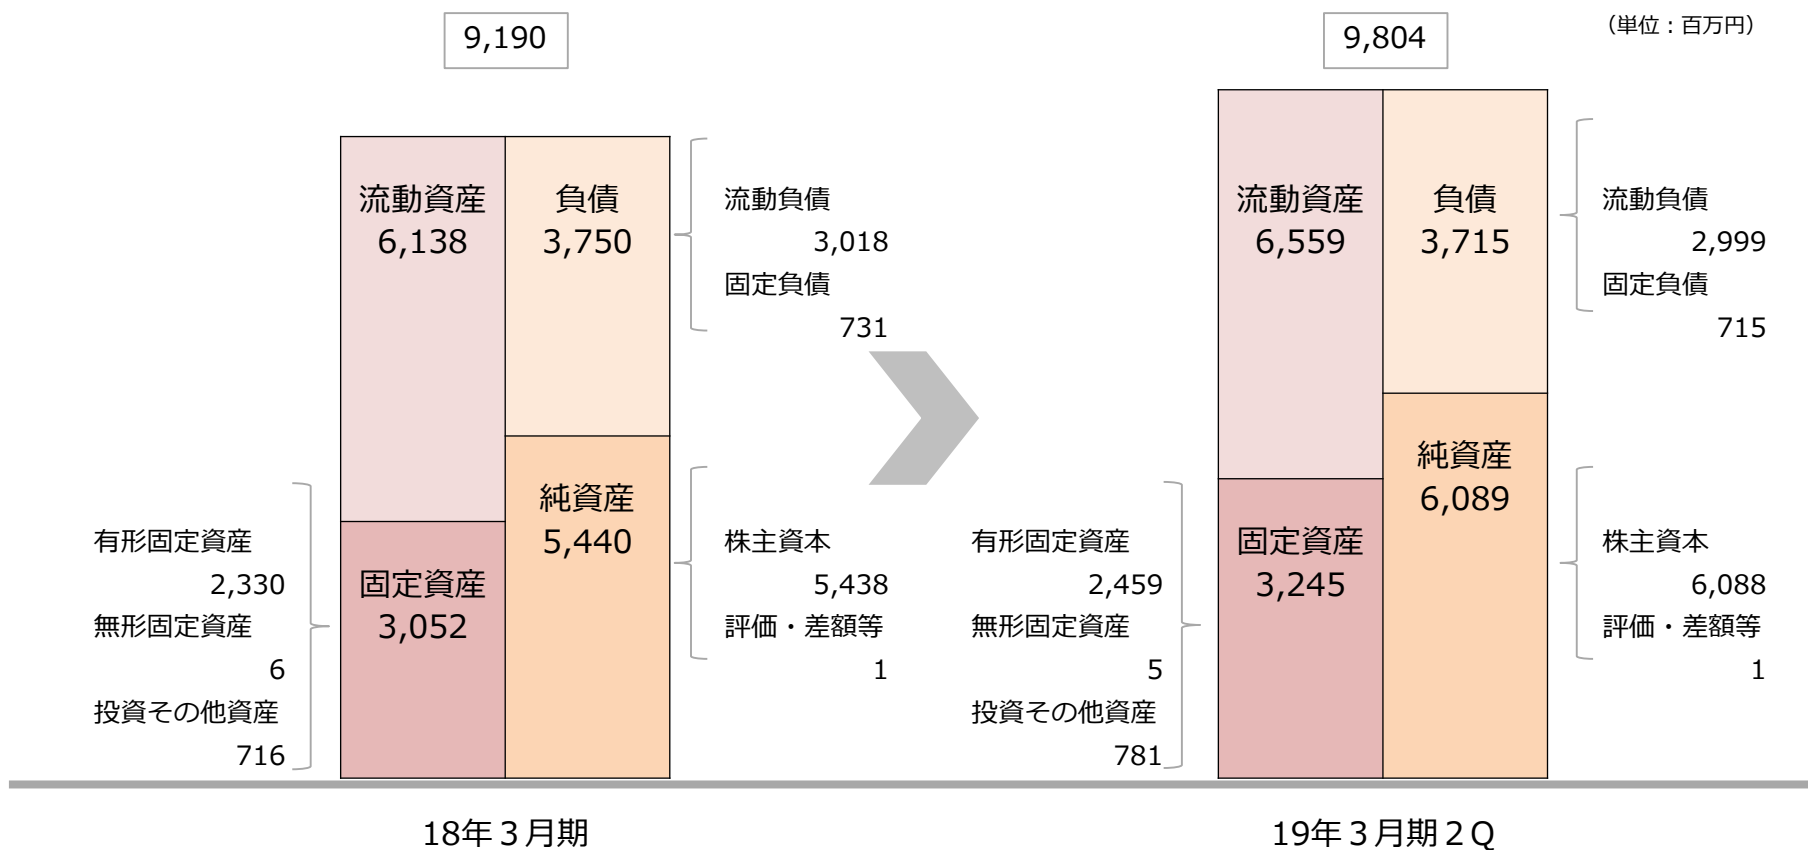 9,190
9,804
（単位：百万円）
流動資産
6,138
負債
3,750
流動負債
3,018
固定負債
731
有形固定資産
2,330
無形固定資産
6
投資その他資産
716
固定資産
3,052
純資産
5,440
株主資本
5,438
評価・差額等
1
流動資産
6,559
負債
3,715
流動負債
2,999
固定負債
715
有形固定資産
2,459
無形固定資産
5
投資その他資産
781
固定資産
3,245
純資産
6,089
株主資本
6,088
評価・差額等
1
18年３月期
19年３月期２Q